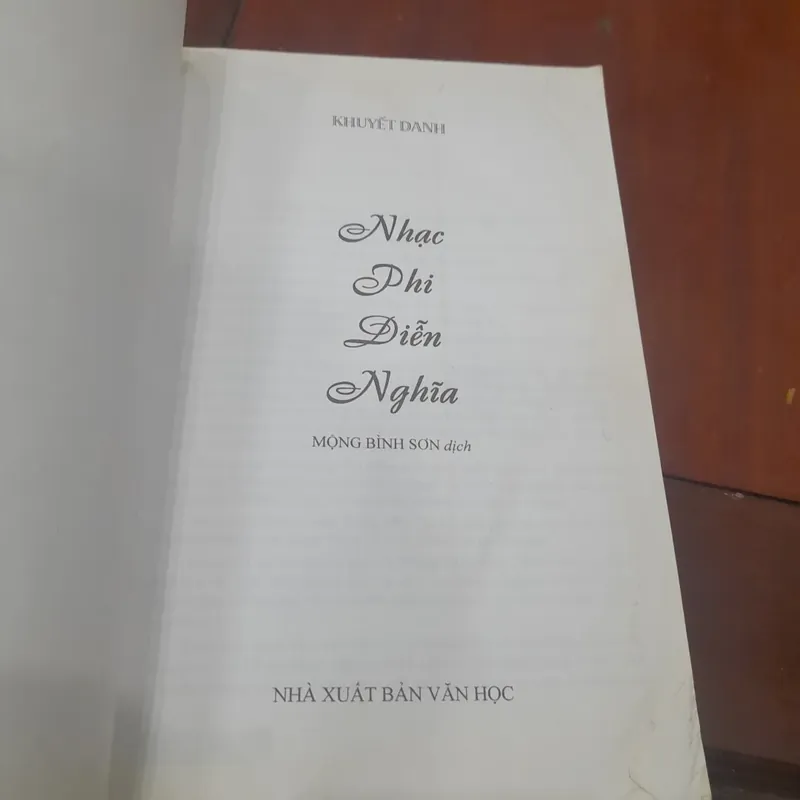 KHUYẾT DANH
Nhạc
Phi
Diễn
Nghĩa
MỘNG BÌNH SƠN dịch
NHÀ XUẤT BẢN VĂN HỌC